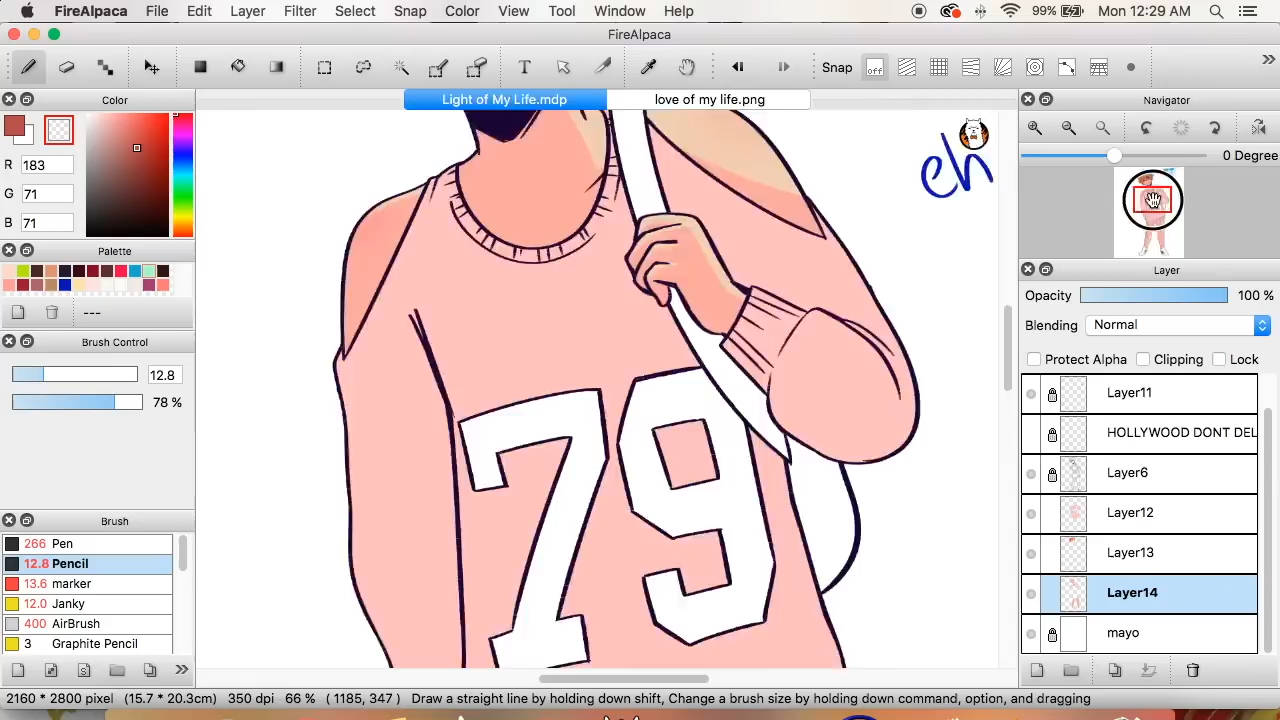 FireAlpaca File Edit Layer Filter Select Snap Color View Tool Window Help 99% Mon 12:29 AM
FireAlpaca
T Snap off
Color Light of My Life.mdp love of my life.png Navigator
R 183
G 71
B 71
0 Degree
eh
Palette
---
Brush Control
12.8
78 %
79
Layer
Opacity 100 %
Blending Normal
Protect Alpha Clipping Lock
Layer11
HOLLYWOOD DONT DEL
Layer6
Layer12
Layer13
Layer14
mayo
Brush
266 Pen
12.8 Pencil
13.6 marker
12.0 Janky
400 AirBrush
3 Graphite Pencil
2160 * 2800 pixel (15.7 * 20.3cm) 350 dpi 66 % ( 1185, 347 ) Draw a straight line by holding down shift, Change a brush size by holding down command, option, and dragging